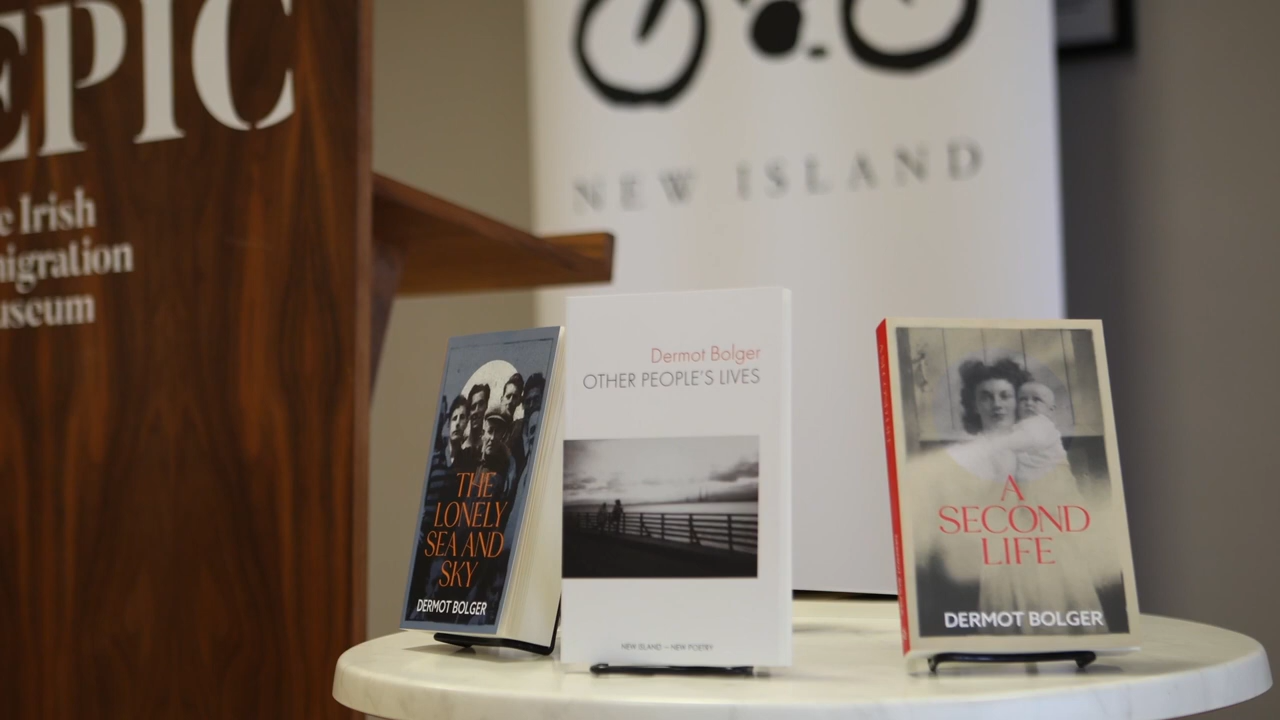 EPIC
e Irish
igration
useum
NEW ISLAND
THE
LONELY
SEA AND
SKY
DERMOT BOLGER
Dermot Bolger
OTHER PEOPLE'S LIVES
NEW ISLAND — NEW POETRY
A
SECOND
LIFE
DERMOT BOLGER